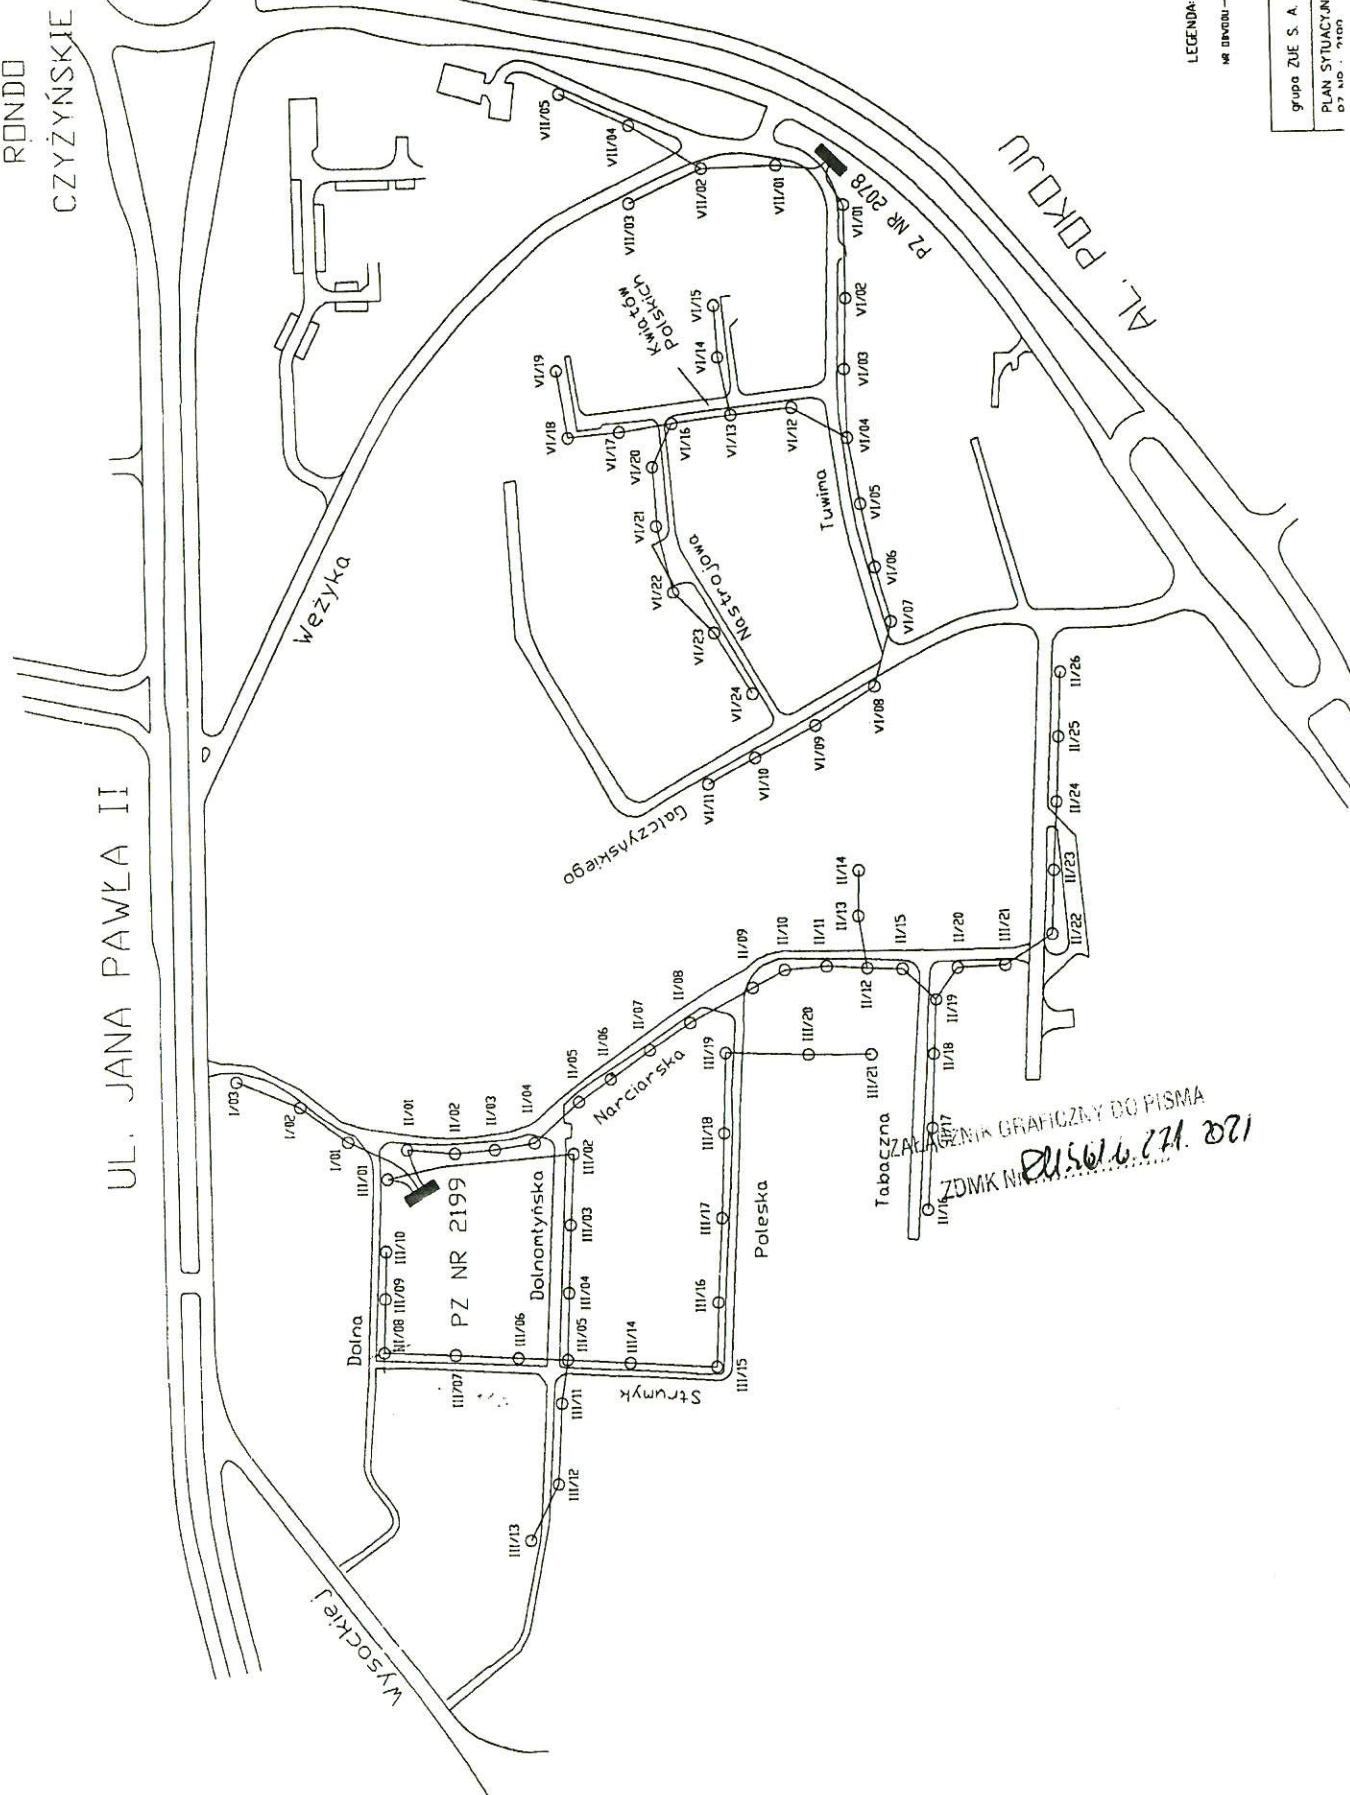 RONDO
CZYŻYŃSKIE
LEGENDA:
grupa ZUE S. A.
PLAN SYTUACYJN
AL. POKOJU
UL. JANA PAWŁA II
Wężyka
Kwiatów
Polskich
Tuwima
Nastrojowa
Gałczyńskiego
Narciarska
Dolna
Dolnomłyńska
Strumyk
Poleska
Tabaczna
Wysockiej
PZ NR 2078
PZ NR 2199
VII/05
VII/04
VII/03
VII/02
VII/01
VI/01
VI/02
VI/03
VI/04
VI/05
VI/06
VI/07
VI/08
VI/09
VI/10
VI/11
VI/12
VI/13
VI/14
VI/15
VI/16
VI/17
VI/18
VI/19
VI/20
VI/21
VI/22
VI/23
VI/24
I/03
I/02
I/01
II/01
II/02
II/03
II/04
II/05
II/06
II/07
II/08
II/09
II/10
II/11
II/12
II/13
II/14
II/15
II/16
II/17
II/18
II/19
II/20
III/21
II/22
II/23
II/24
II/25
II/26
III/01
III/02
III/03
III/04
III/05
III/06
III/07
III/08
III/09
III/10
III/11
III/12
III/13
III/14
III/15
III/16
III/17
III/18
III/19
III/20
III/21
ZAŁĄCZNIK GRAFICZNY DO PISMA
ZDMK Nr